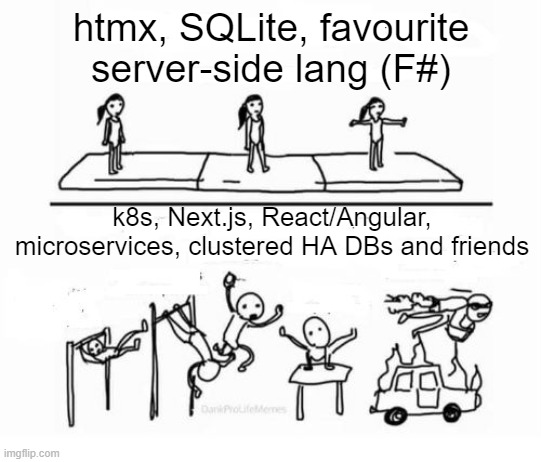 htmx, SQLite, favourite
server-side lang (F#)
k8s, Next.js, React/Angular,
microservices, clustered HA DBs and friends
DankProLifeMemes
imgflip.com